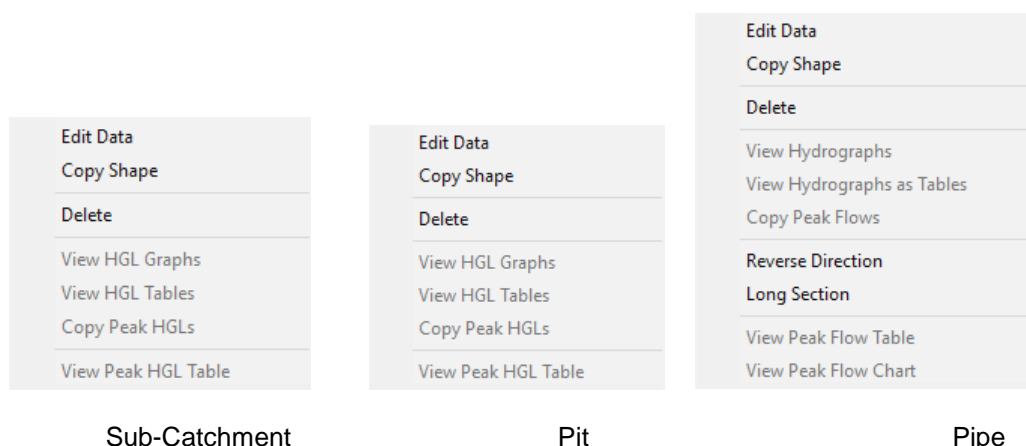 Edit Data
Copy Shape
Delete
View HGL Graphs
View HGL Tables
Copy Peak HGLs
View Peak HGL Table
Sub-Catchment
Edit Data
Copy Shape
Delete
View HGL Graphs
View HGL Tables
Copy Peak HGLs
View Peak HGL Table
Pit
Edit Data
Copy Shape
Delete
View Hydrographs
View Hydrographs as Tables
Copy Peak Flows
Reverse Direction
Long Section
View Peak Flow Table
View Peak Flow Chart
Pipe